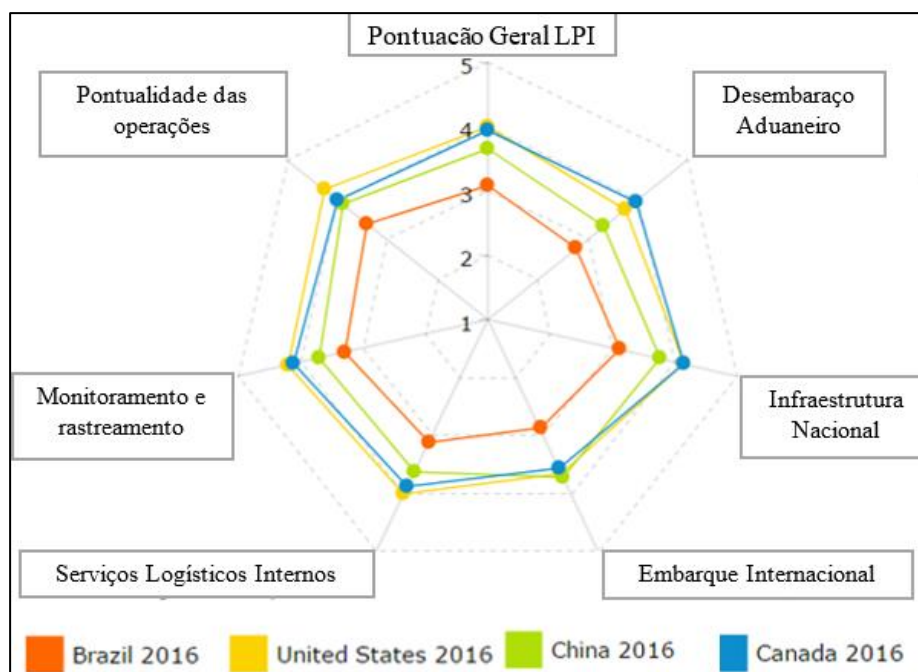 Pontuação Geral LPI
5
Pontualidade das
operações
Desembaraço
Aduaneiro
4
3
2
1
Monitoramento e
rastreamento
Infraestrutura
Nacional
Serviços Logísticos Internos
Embarque Internacional
Brazil 2016
United States 2016
China 2016
Canada 2016